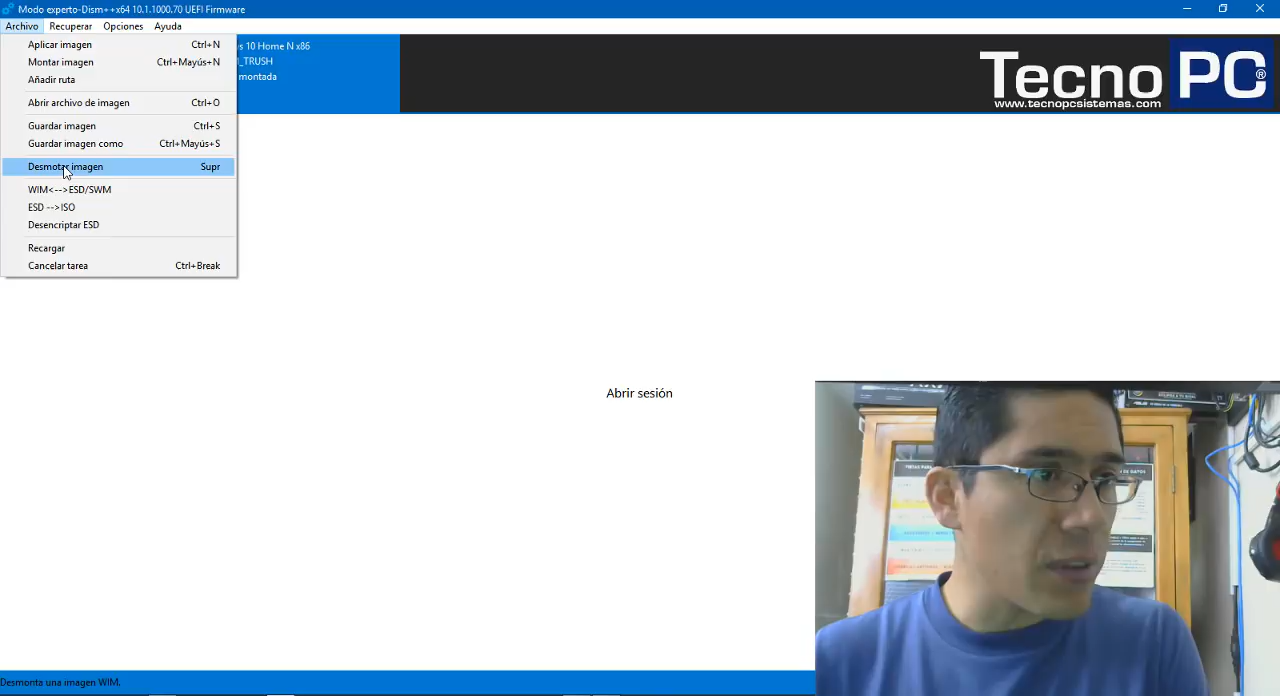 Modo experto-Dism++x64 10.1.1000.70 UEFI Firmware
Archivo Recuperar Opciones Ayuda
Aplicar imagen Ctrl+N
Montar imagen Ctrl+Mayús+N
Añadir ruta
Abrir archivo de imagen Ctrl+O
Guardar imagen Ctrl+S
Guardar imagen como Ctrl+Mayús+S
Desmotar imagen Supr
WIM<-->ESD/SWM
ESD -->ISO
Desencriptar ESD
Recargar
Cancelar tarea Ctrl+Break
s 10 Home N x86
_TRUSH
montada
TecnoPC®
www.tecnopcsistemas.com
Abrir sesión
Desmonta una imagen WIM.